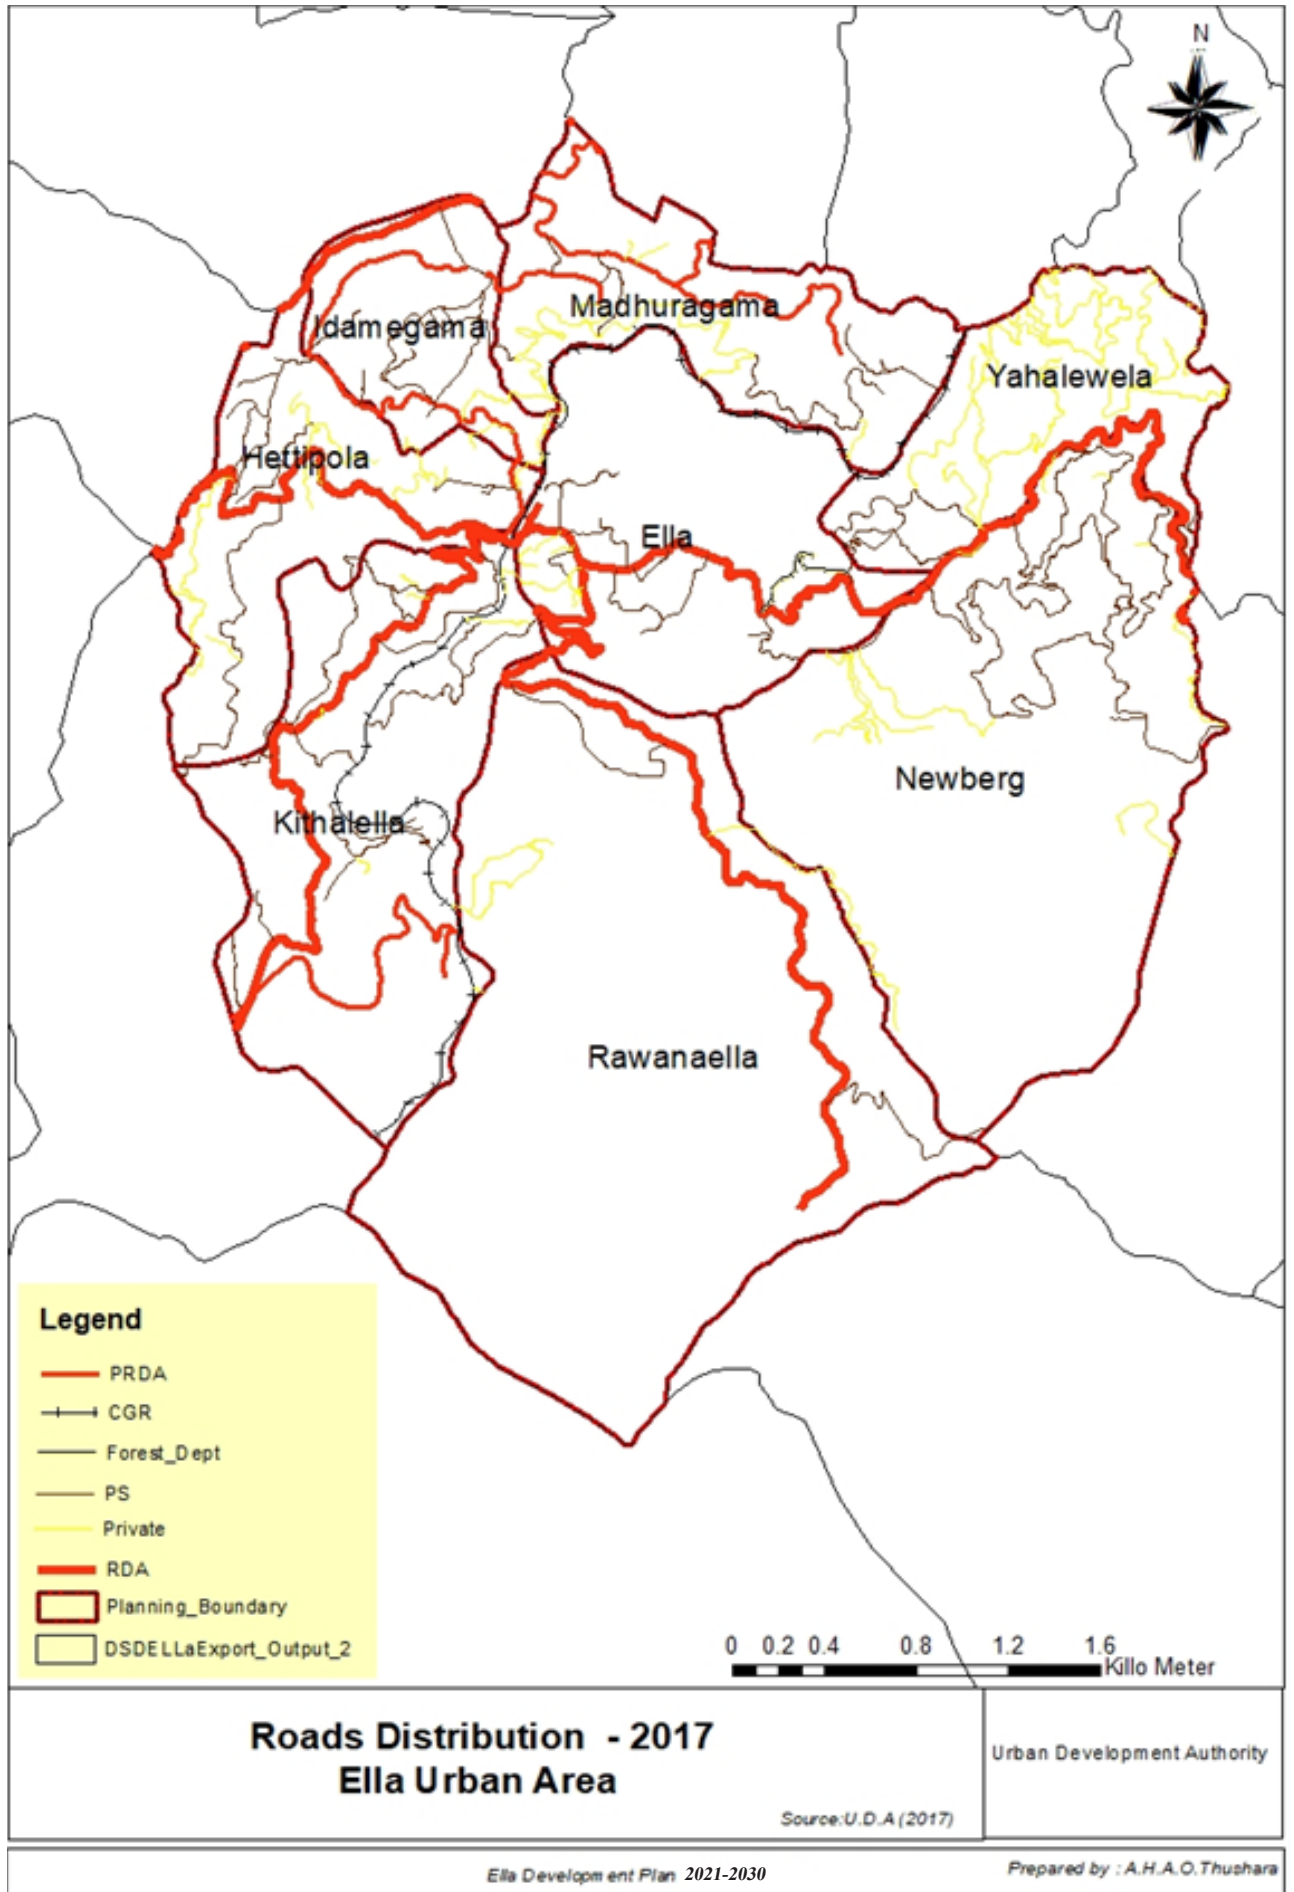 N
Madhuragama
Idamegama
Yahalewela
Hettipola
Ella
Newberg
Kithalella
Rawanaella
Legend
PRDA
CGR
Forest_Dept
PS
Private
RDA
Planning_Boundary
DSDELLaExport_Output_2
0 0.2 0.4 0.8 1.2 1.6
Killo Meter
Roads Distribution - 2017
Ella Urban Area
Source:U.D.A(2017)
Urban Development Authority
Ella Development Plan 2021-2030
Prepared by : A.H.A.O.Thushara